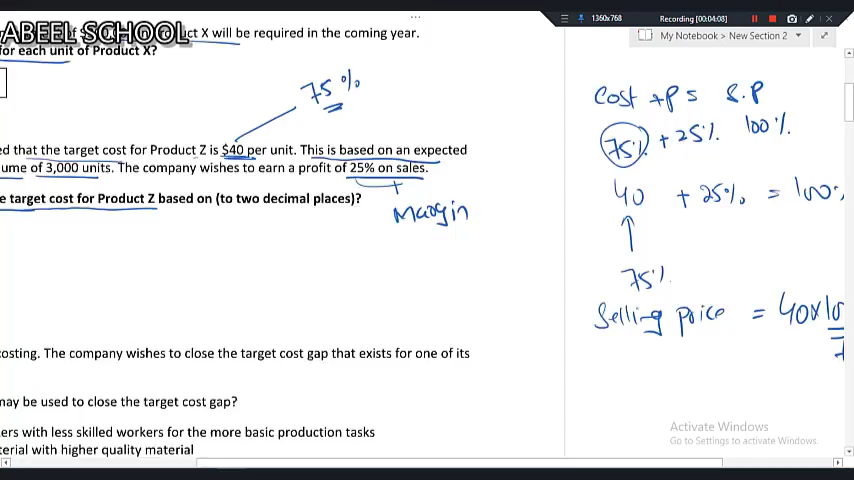 ABEEL SCHOOL
1360x768
Recording [00:04:08]
My Notebook > New Section 2
duct X will be required in the coming year.
for each unit of Product X?
75%
ed that the target cost for Product Z is $40 per unit. This is based on an expected
ume of 3,000 units. The company wishes to earn a profit of 25% on sales.
e target cost for Product Z based on (to two decimal places)?
Margin
costing. The company wishes to close the target cost gap that exists for one of its
may be used to close the target cost gap?
ers with less skilled workers for the more basic production tasks
terial with higher quality material
Cost + P = S.P
75% + 25% 100%
40 + 25% = 100%
75%
Selling price = 40x10
7
Activate Windows
Go to Settings to activate Windows.